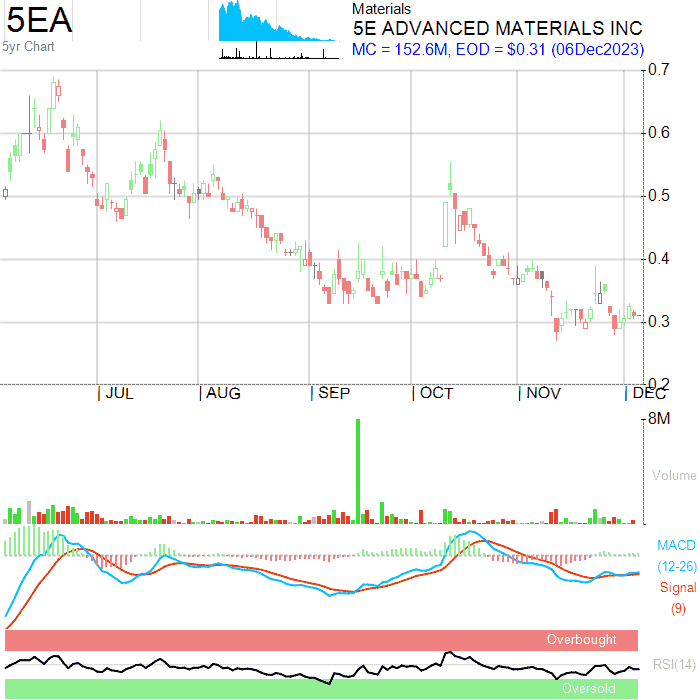 5EA
5yr Chart
Materials
5E ADVANCED MATERIALS INC
MC = 152.6M, EOD = $0.31 (06Dec2023)
0.7
0.6
0.5
0.4
0.3
0.2
JUL AUG SEP OCT NOV DEC
8M
Volume
MACD
(12-26)
Signal
(9)
Overbought
RSI(14)
Oversold